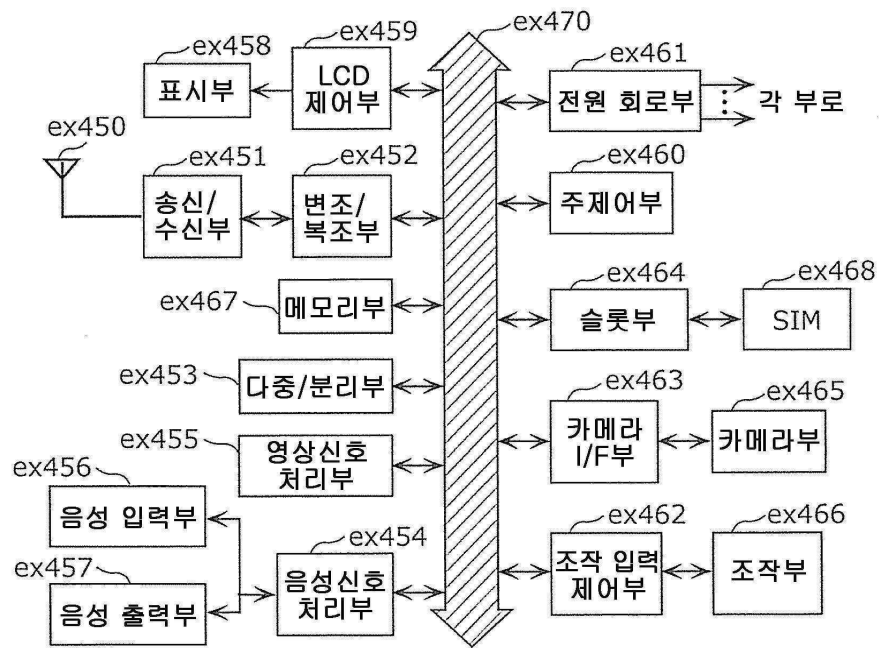 ex458
표시부
ex459
LCD
제어부
ex470
ex461
전원 회로부
각 부로
ex450
ex451
송신/
수신부
ex452
변조/
복조부
ex460
주제어부
ex467
메모리부
ex464
슬롯부
ex468
SIM
ex453
다중/분리부
ex463
카메라
I/F부
ex465
카메라부
ex455
영상신호
처리부
ex456
음성 입력부
ex454
음성신호
처리부
ex457
음성 출력부
ex462
조작 입력
제어부
ex466
조작부